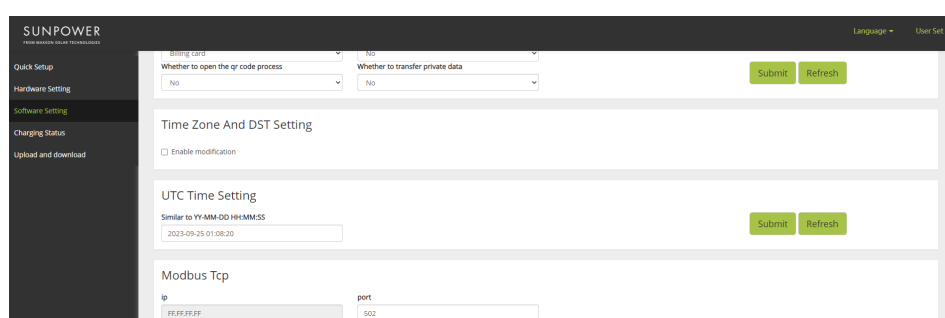 SUNPOWER
FROM MAXEON SOLAR TECHNOLOGIES
Language
User Set
Quick Setup
Hardware Setting
Software Setting
Charging Status
Upload and download
Billing card
No
Whether to open the qr code process
Whether to transfer private data
No
No
Submit
Refresh
Time Zone And DST Setting
Enable modification
UTC Time Setting
Similar to YY-MM-DD HH:MM:SS
2023-09-25 01:08:20
Submit
Refresh
Modbus Tcp
ip
port
FF.FF.FF.FF
502